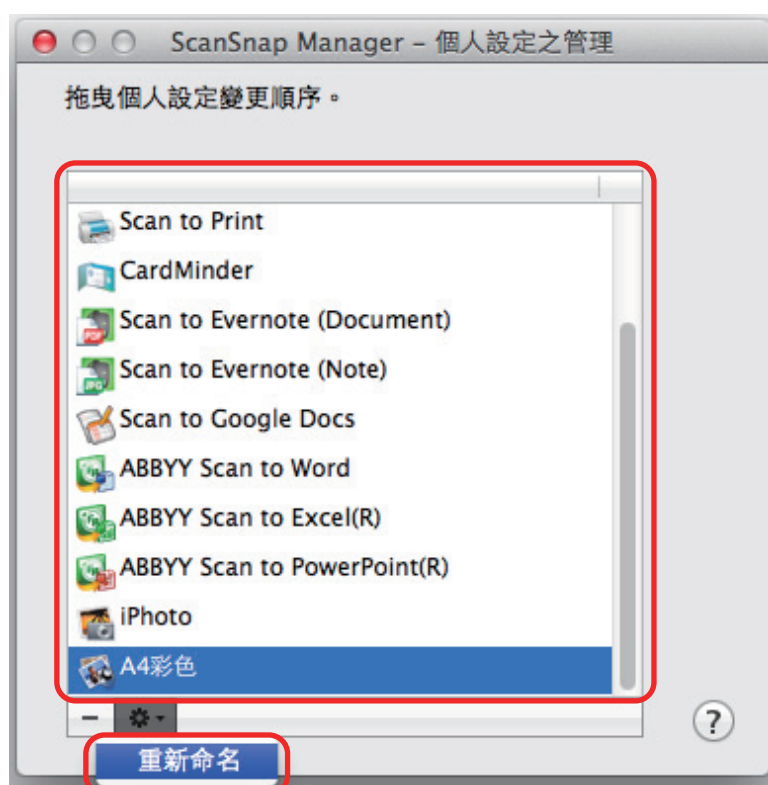 ScanSnap Manager – 個人設定之管理
拖曳個人設定變更順序。
Scan to Print
CardMinder
Scan to Evernote (Document)
Scan to Evernote (Note)
Scan to Google Docs
ABBYY Scan to Word
ABBYY Scan to Excel(R)
ABBYY Scan to PowerPoint(R)
iPhoto
A4彩色
?
重新命名